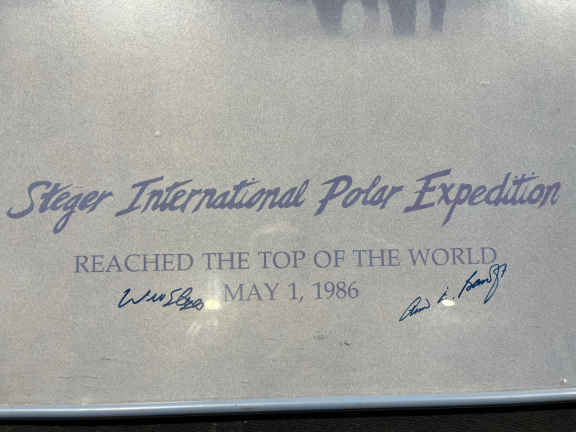 Steger International Polar Expedition
REACHED THE TOP OF THE WORLD
MAY 1, 1986